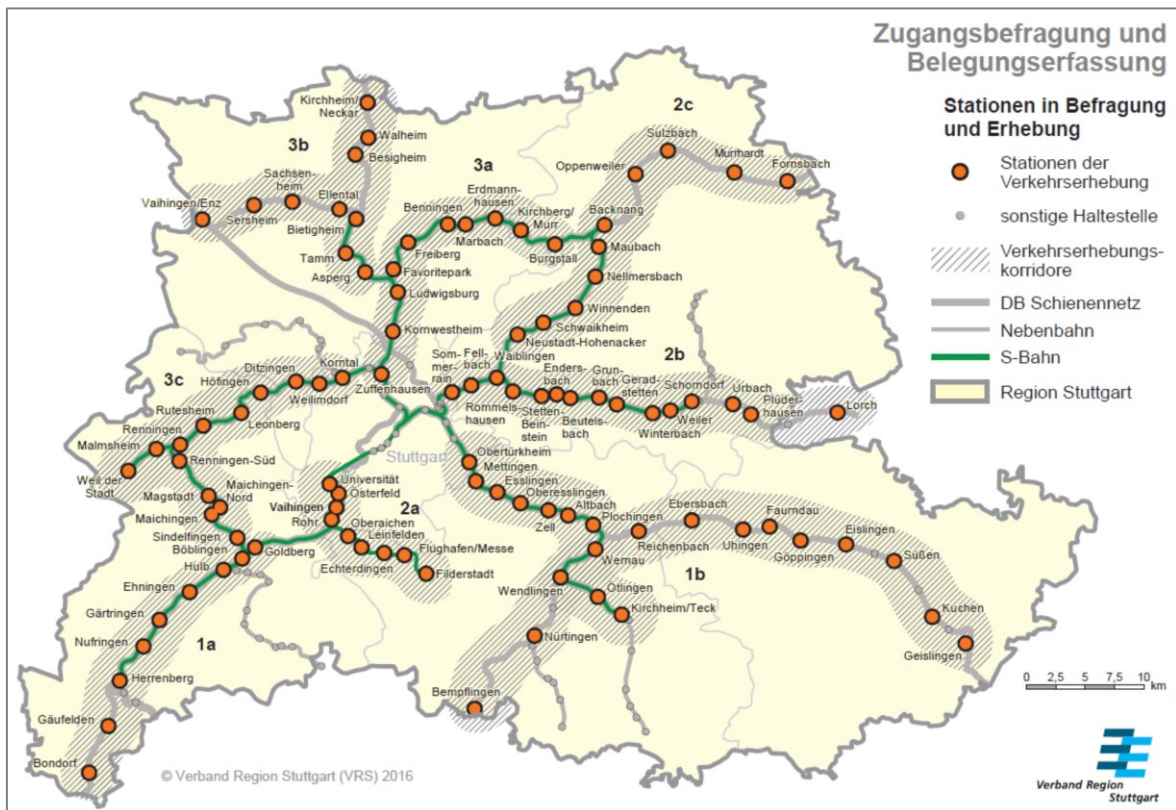 Zugangsbefragung und
Belegungserfassung
Stationen in Befragung
und Erhebung
Stationen der
Verkehrserhebung
sonstige Haltestelle
Verkehrserhebungs-
korridore
DB Schienennetz
Nebenbahn
S-Bahn
Region Stuttgart
3b
Kirchheim/
Neckar
Walheim
Besigheim
Sachsen-
heim
Ellental
Vaihingen/Enz
Sersheim
Bietigheim
Tamm
Asperg
3a
Erdmann-
hausen
Benningen
Marbach
Kirchberg/
Murr
Freiberg
Burgstall
Favoritepark
Ludwigsburg
Kornwestheim
2c
Sulzbach
Oppenweiler
Murrhardt
Fornsbach
Backnang
Maubach
Nellmersbach
Winnenden
Schwaikheim
Neustadt-Hohenacker
Waiblingen
2b
Som-
mer-
rain
Fell-
bach
Rommels-
hausen
Stetten-
Bein-
stein
Enders-
bach
Beutels-
bach
Grun-
bach
Gerad-
stetten
Winterbach
Weiler
Schorndorf
Urbach
Plüder-
hausen
Lorch
3c
Korntal
Zuffenhausen
Ditzingen
Weilimdorf
Höfingen
Leonberg
Rutesheim
Renningen
Malmsheim
Renningen-Süd
Weil der
Stadt
Magstadt
Maichingen-
Nord
Maichingen
Sindelfingen
Böblingen
Goldberg
Hulb
Ehningen
Gärtringen
Nufringen
1a
Herrenberg
Gäufelden
Bondorf
Stuttgart
Universität
Österfeld
Vaihingen
Rohr
2a
Oberaichen
Leinfelden
Echterdingen
Flughafen/Messe
Filderstadt
Obertürkheim
Mettingen
Esslingen
Oberesslingen
Zell
Altbach
Plochingen
Wernau
Wendlingen
Ötlingen
Kirchheim/Teck
Nürtingen
Bempflingen
1b
Reichenbach
Ebersbach
Uhingen
Faurndau
Göppingen
Eislingen
Süßen
Kuchen
Geislingen
0 2,5 5 7,5 10
km
© Verband Region Stuttgart (VRS) 2016
Verband Region
Stuttgart